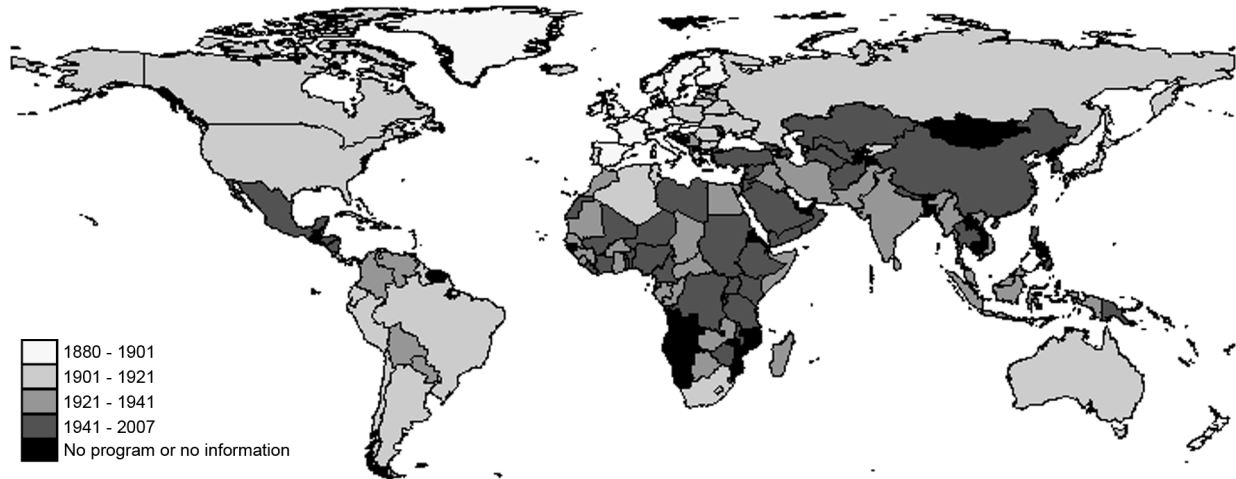 1880 - 1901
1901 - 1921
1921 - 1941
1941 - 2007
No program or no information